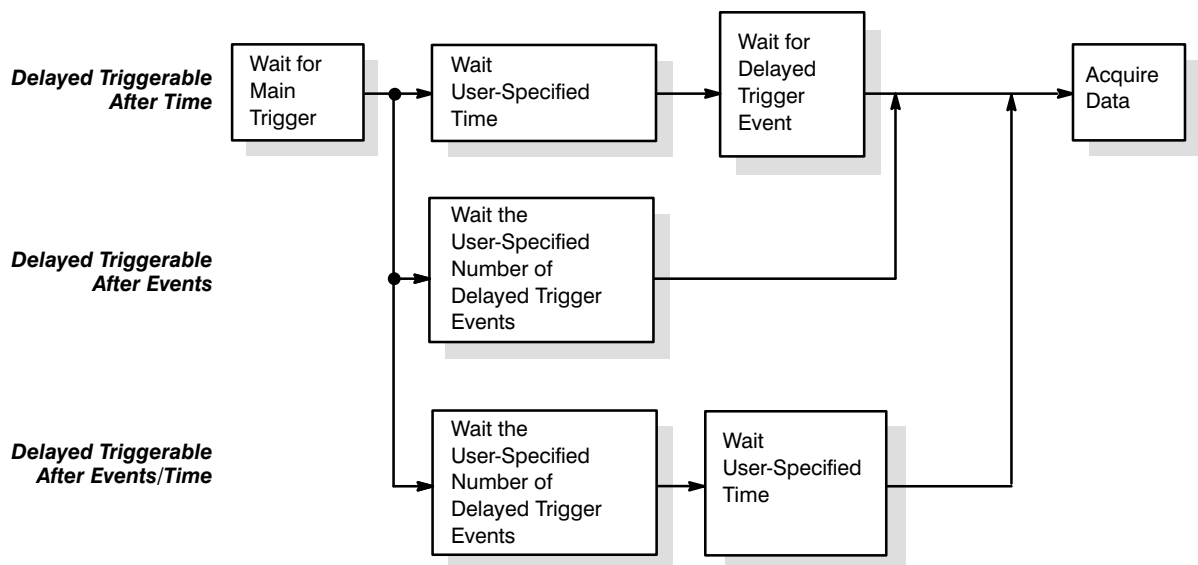 Delayed Triggerable
After Time
Wait for
Main
Trigger
Wait
User-Specified
Time
Wait for
Delayed
Trigger
Event
Acquire
Data
Delayed Triggerable
After Events
Wait the
User-Specified
Number of
Delayed Trigger
Events
Delayed Triggerable
After Events/Time
Wait the
User-Specified
Number of
Delayed Trigger
Events
Wait
User-Specified
Time